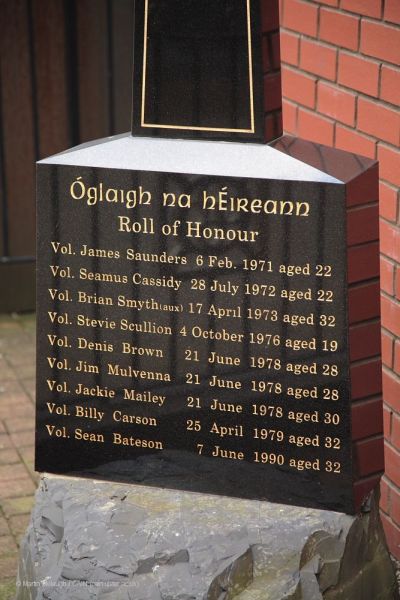 Óglaigh na hÉireann
Roll of Honour
Vol. James Saunders 6 Feb. 1971 aged 22
Vol. Seamus Cassidy 28 July 1972 aged 22
Vol. Brian Smyth (aux) 17 April 1973 aged 32
Vol. Stevie Scullion 4 October 1976 aged 19
Vol. Denis Brown 21 June 1978 aged 28
Vol. Jim Mulvenna 21 June 1978 aged 28
Vol. Jackie Mailey 21 June 1978 aged 30
Vol. Billy Carson 25 April 1979 aged 32
Vol. Sean Bateson 7 June 1990 aged 32